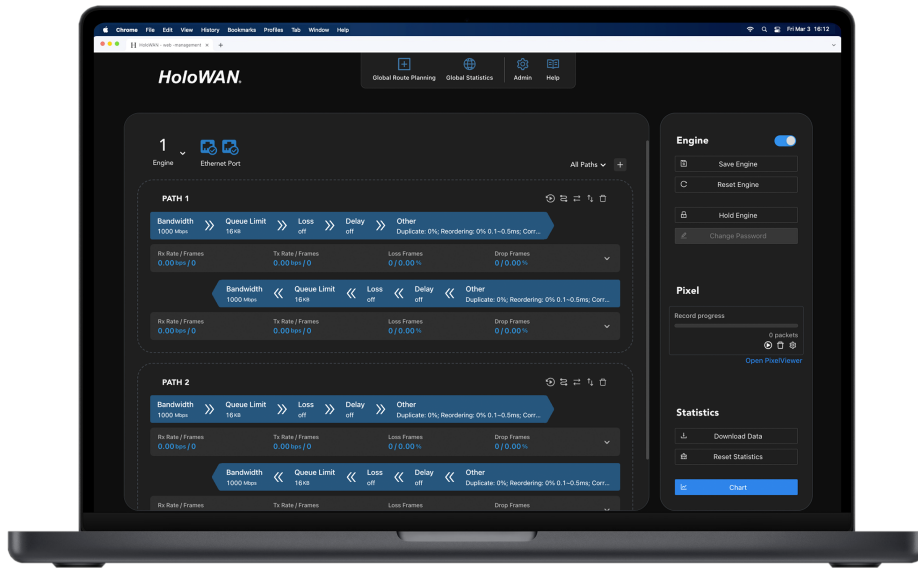 Chrome File Edit View History Bookmarks Profiles Tab Window Help Fri Mar 3 16:12
HoloWAN - web -management × +
HoloWAN.
Global Route Planning Global Statistics Admin Help
1
Engine Ethernet Port
All Paths +
PATH 1
Bandwidth Queue Limit Loss Delay Other
1000 Mbps 16KB off off Duplicate: 0%; Reordering: 0% 0.1~0.5ms; Corr...
Rx Rate / Frames Tx Rate / Frames Loss Frames Drop Frames
0.00 bps / 0 0.00 bps / 0 0 / 0.00 % 0 / 0.00 %
Bandwidth Queue Limit Loss Delay Other
1000 Mbps 16KB off off Duplicate: 0%; Reordering: 0% 0.1~0.5ms; Corr...
Rx Rate / Frames Tx Rate / Frames Loss Frames Drop Frames
0.00 bps / 0 0.00 bps / 0 0 / 0.00 % 0 / 0.00 %
PATH 2
Bandwidth Queue Limit Loss Delay Other
1000 Mbps 16KB off off Duplicate: 0%; Reordering: 0% 0.1~0.5ms; Corr...
Rx Rate / Frames Tx Rate / Frames Loss Frames Drop Frames
0.00 bps / 0 0.00 bps / 0 0 / 0.00 % 0 / 0.00 %
Bandwidth Queue Limit Loss Delay Other
1000 Mbps 16KB off off Duplicate: 0%; Reordering: 0% 0.1~0.5ms; Corr...
Rx Rate / Frames Tx Rate / Frames Loss Frames Drop Frames
Engine
Save Engine
Reset Engine
Hold Engine
Change Password
Pixel
Record progress
0 packets
Open PixelViewer
Statistics
Download Data
Reset Statistics
Chart